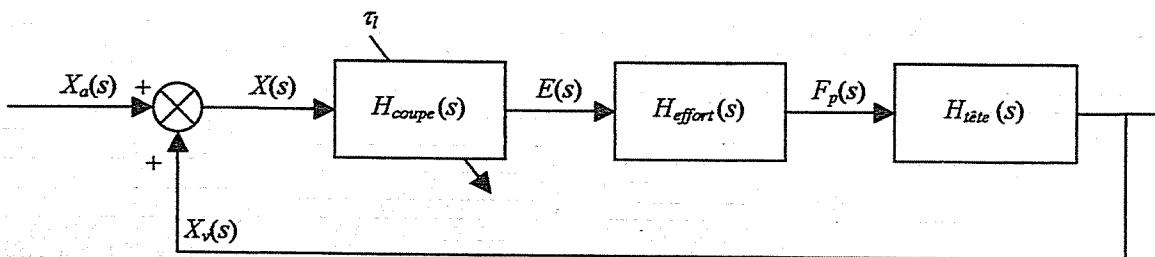 τl
Xa(s) + X(s) Hcoupe(s) E(s) Heffort(s) Fp(s) Htête(s)
+
Xv(s)